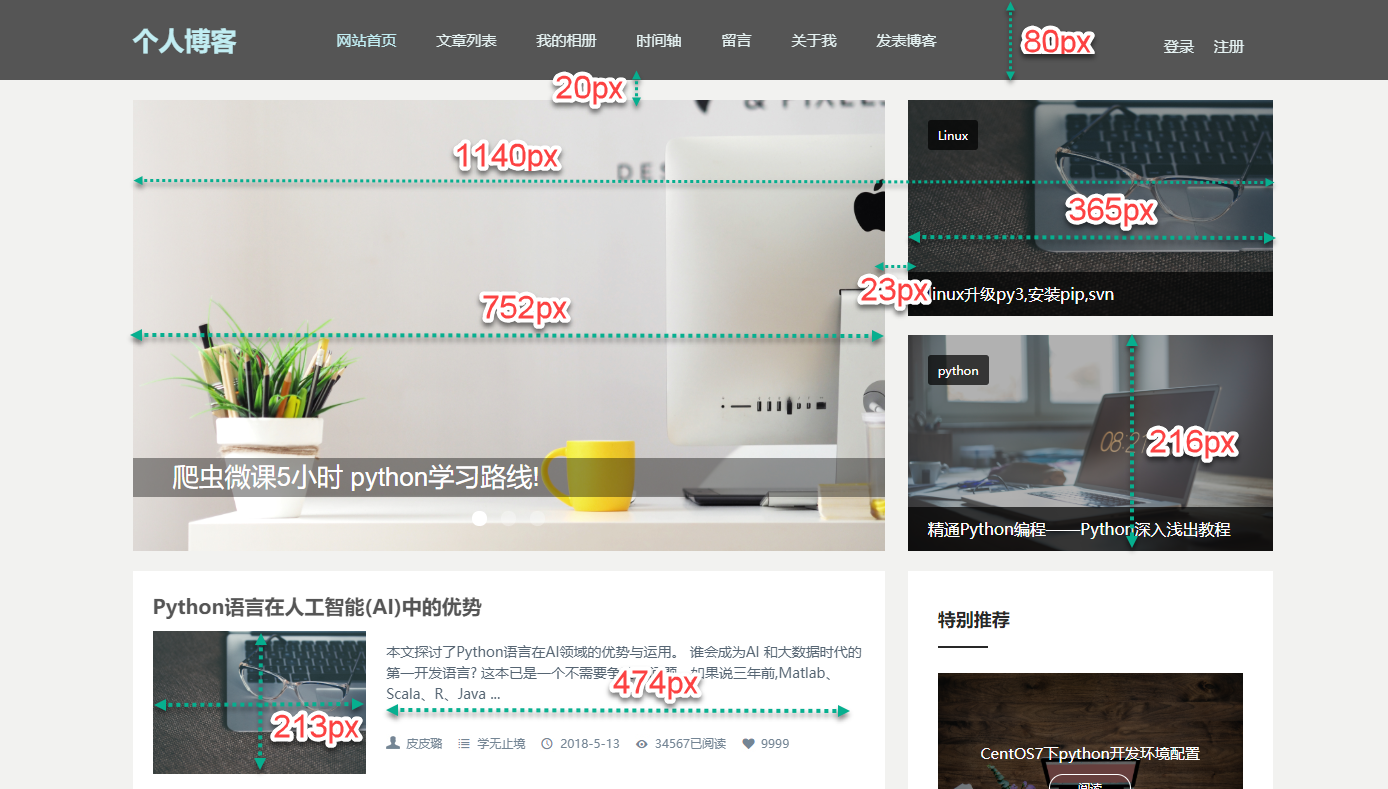 个人博客 网站首页 文章列表 我的相册 时间轴 留言 关于我 发表博客 登录 注册
80px
20px
1140px
365px
752px
23px
爬虫微课5小时 python学习路线!
Linux
inux升级py3,安装pip,svn
python
08:2
216px
精通Python编程——Python深入浅出教程
Python语言在人工智能(AI)中的优势
本文探讨了Python语言在AI领域的优势与运用。 谁会成为AI 和大数据时代的
第一开发语言? 这本已是一个不需要争 如果说三年前,Matlab、
Scala、R、Java ...
474px
213px
皮皮璐 学无止境 2018-5-13 34567已阅读 9999
特别推荐
CentOS7下python开发环境配置
阅读